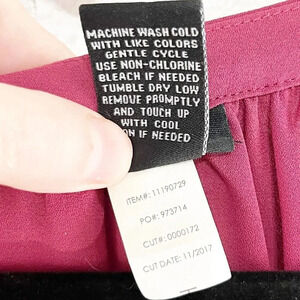 MACHINE WASH COLD
WITH LIKE COLORS
GENTLE CYCLE
USE NON-CHLORINE
BLEACH IF NEEDED
TUMBLE DRY LOW
REMOVE PROMPTLY
AND TOUCH UP
WITH COOL
ON IF NEEDED
ITEM#: 11190729
PO#: 973714
CUT#: 0000172
CUT DATE: 11/2017